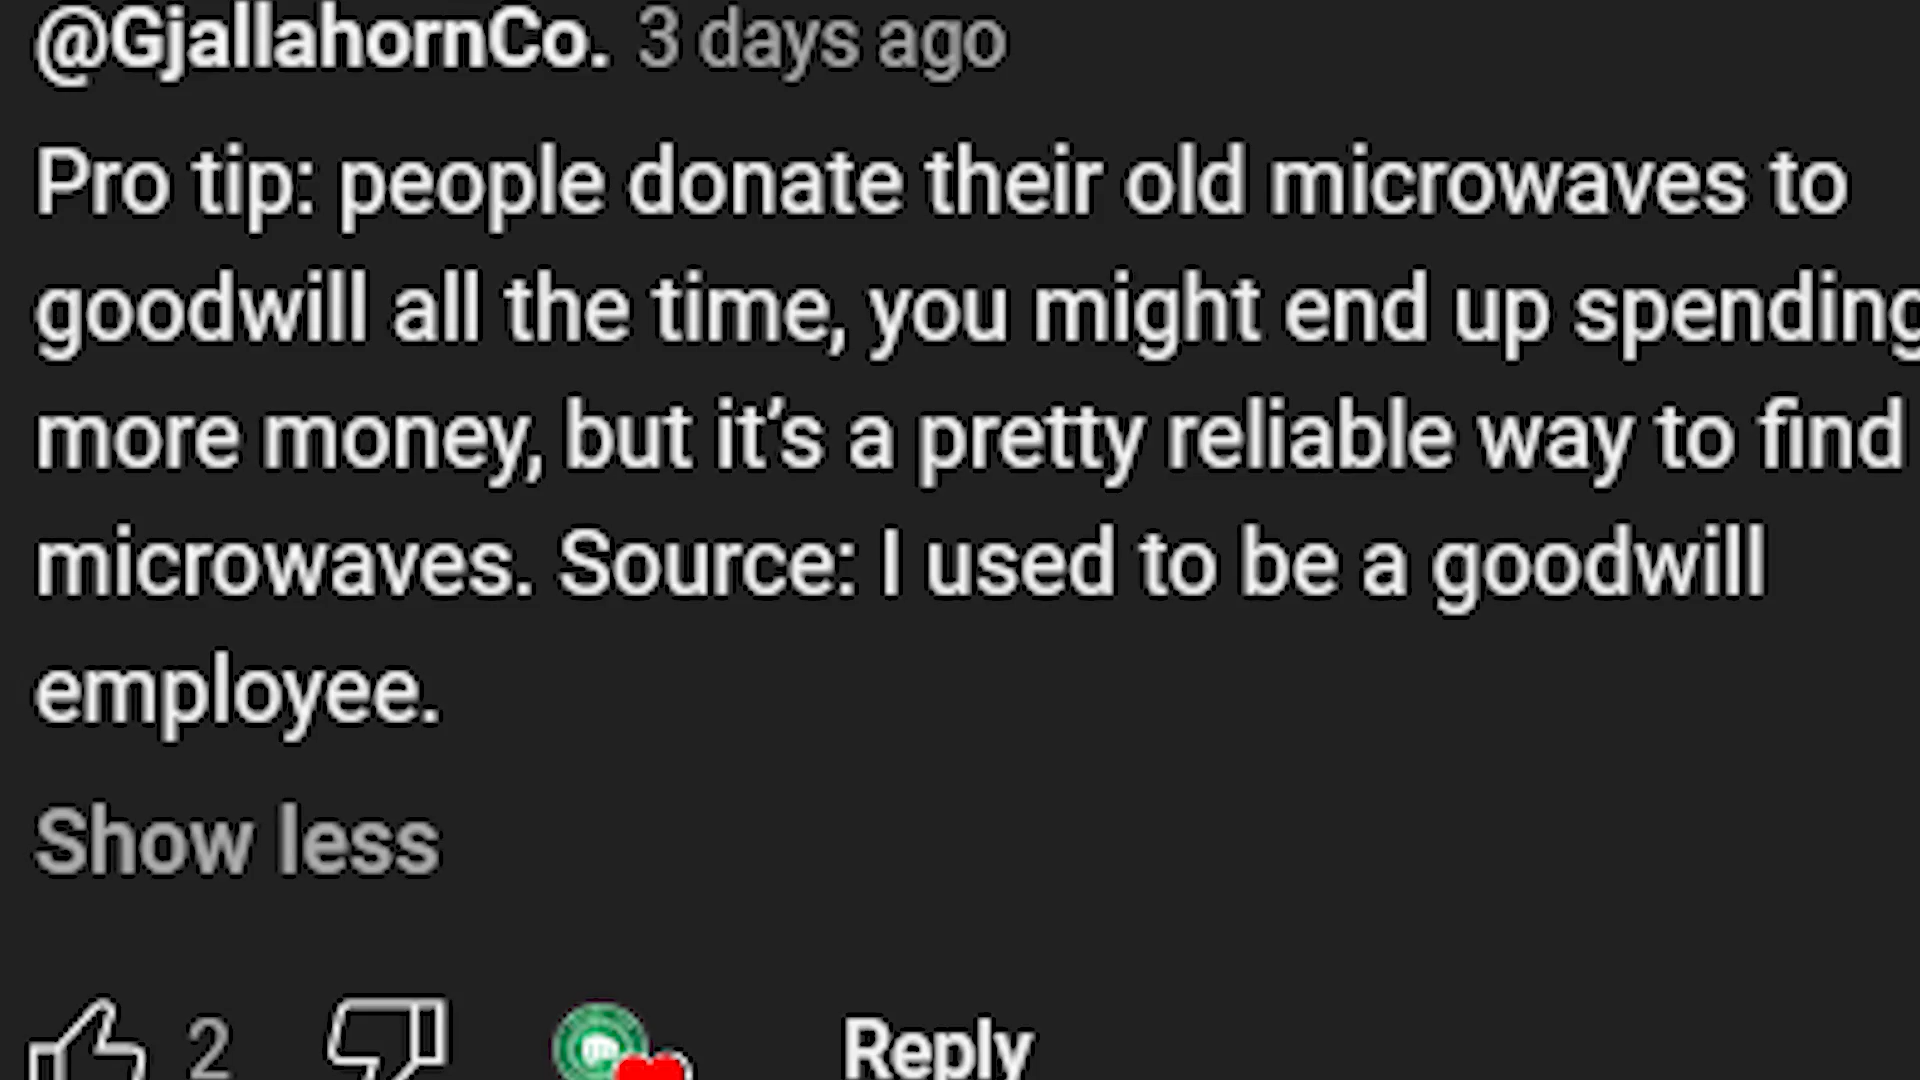 @GjallahornCo. 3 days ago
Pro tip: people donate their old microwaves to
goodwill all the time, you might end up spending
more money, but it’s a pretty reliable way to find
microwaves. Source: I used to be a goodwill
employee.
Show less
2 Reply